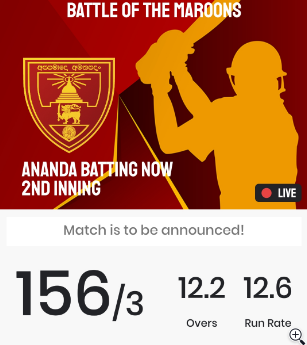 BATTLE OF THE MAROONS
ANANDA BATTING NOW
2ND INNING
LIVE
Match is to be announced!
156/3
12.2 12.6
Overs Run Rate